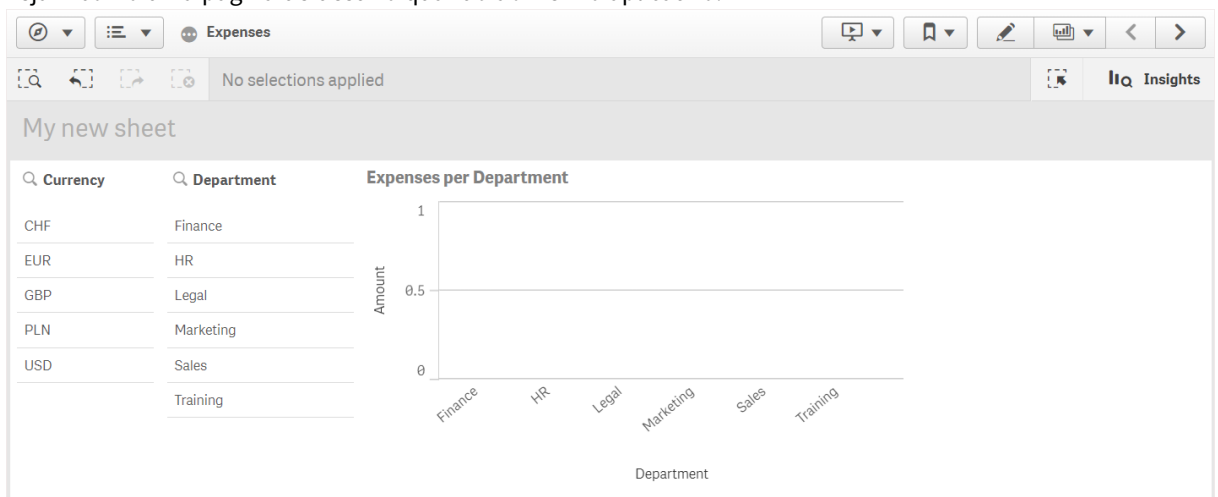 Expenses
No selections applied
Insights
My new sheet
Currency
CHF
EUR
GBP
PLN
USD
Department
Finance
HR
Legal
Marketing
Sales
Training
Expenses per Department
Amount
1
0.5
0
Finance
HR
Legal
Marketing
Sales
Training
Department